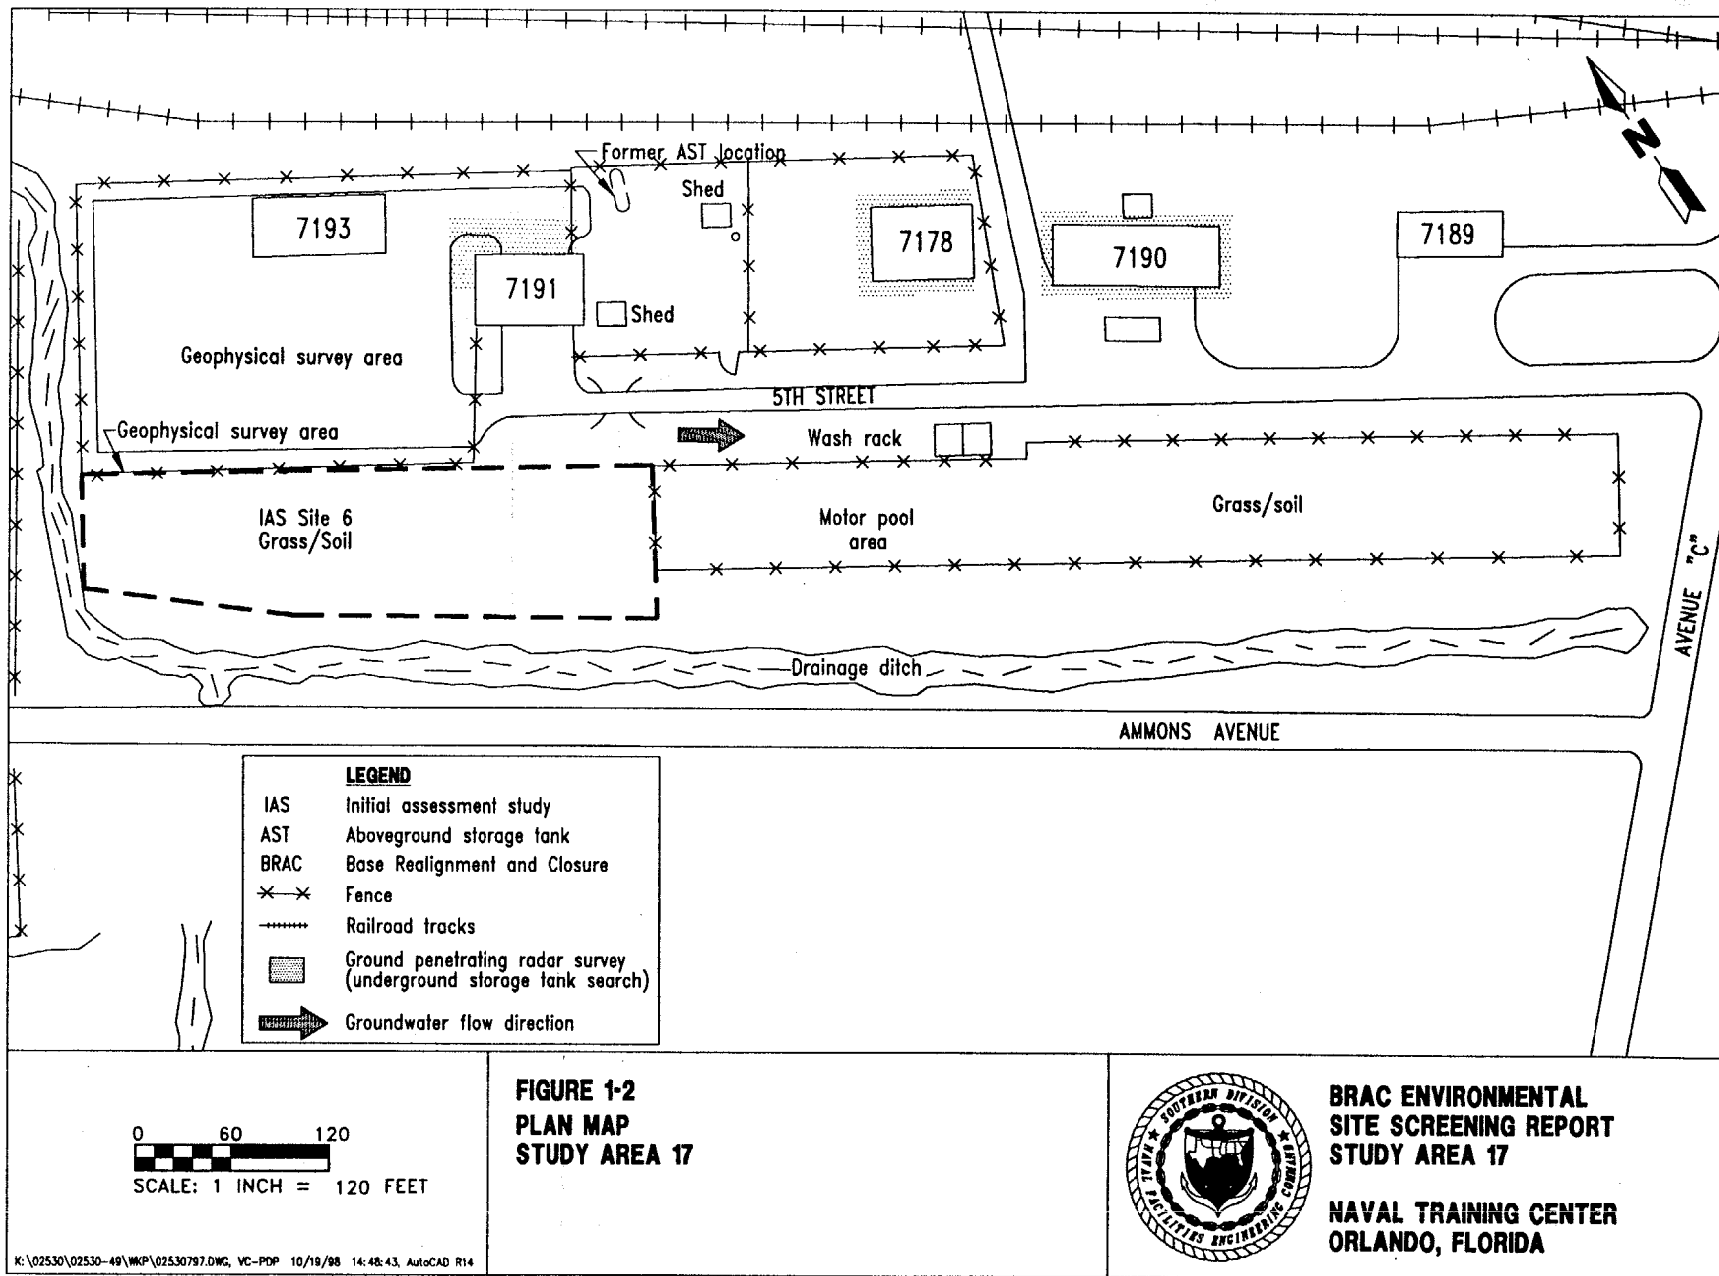 Former AST location
Shed
N
7193
7178
7190
7189
7191
Shed
Geophysical survey area
5TH STREET
Geophysical survey area
Wash rack
IAS Site 6
Grass/Soil
Motor pool
area
Grass/soil
AVENUE "C"
Drainage ditch
AMMONS AVENUE
LEGEND
IAS Initial assessment study
AST Aboveground storage tank
BRAC Base Realignment and Closure
Fence
Railroad tracks
Ground penetrating radar survey
(underground storage tank search)
Groundwater flow direction
0 60 120
SCALE: 1 INCH = 120 FEET
K:\02530\02530-49\WKP\02530797.DWG, VC-PDP 10/19/98 14:48:43, AutoCAD R14
FIGURE 1-2
PLAN MAP
STUDY AREA 17
SOUTHERN DIVISION
NAVAL FACILITIES ENGINEERING COMMAND
BRAC ENVIRONMENTAL
SITE SCREENING REPORT
STUDY AREA 17
NAVAL TRAINING CENTER
ORLANDO, FLORIDA